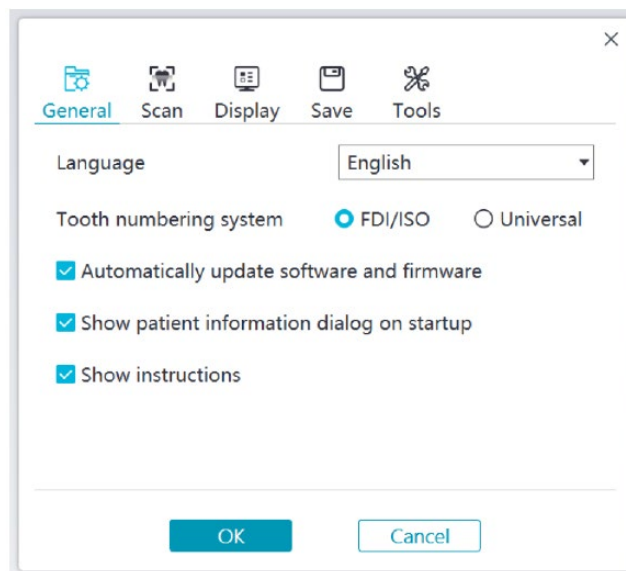 General Scan Display Save Tools
Language English
Tooth numbering system FDI/ISO Universal
Automatically update software and firmware
Show patient information dialog on startup
Show instructions
OK Cancel